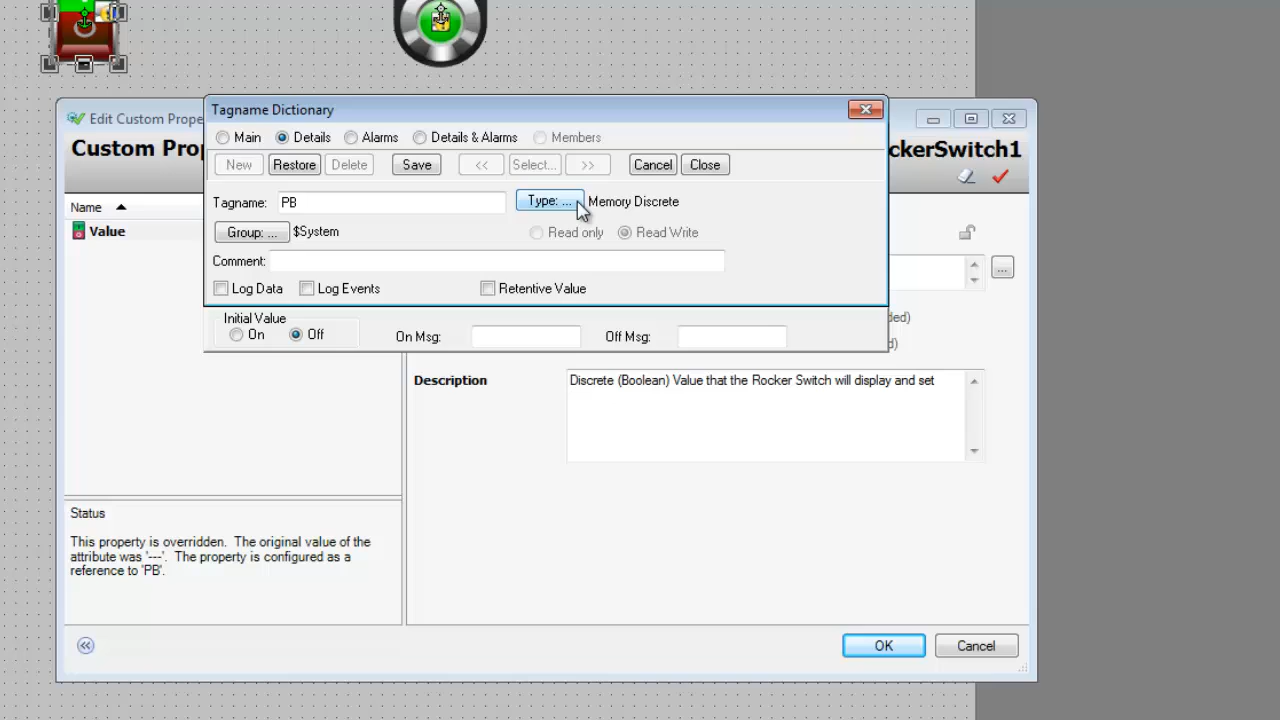 Edit Custom Prope
Tagname Dictionary
Custom Prop
ckerSwitch1
Main Details Alarms Details & Alarms Members
New Restore Delete Save << Select... >> Cancel Close
Name
Tagname: PB Type: ... Memory Discrete
Value
Group: ... $System Read only Read Write
Comment:
...
Log Data Log Events Retentive Value
Initial Value
ded)
On Off On Msg: Off Msg:
d)
Description Discrete (Boolean) Value that the Rocker Switch will display and set
Status
This property is overridden. The original value of the
attribute was '---'. The property is configured as a
reference to 'PB'.
OK Cancel